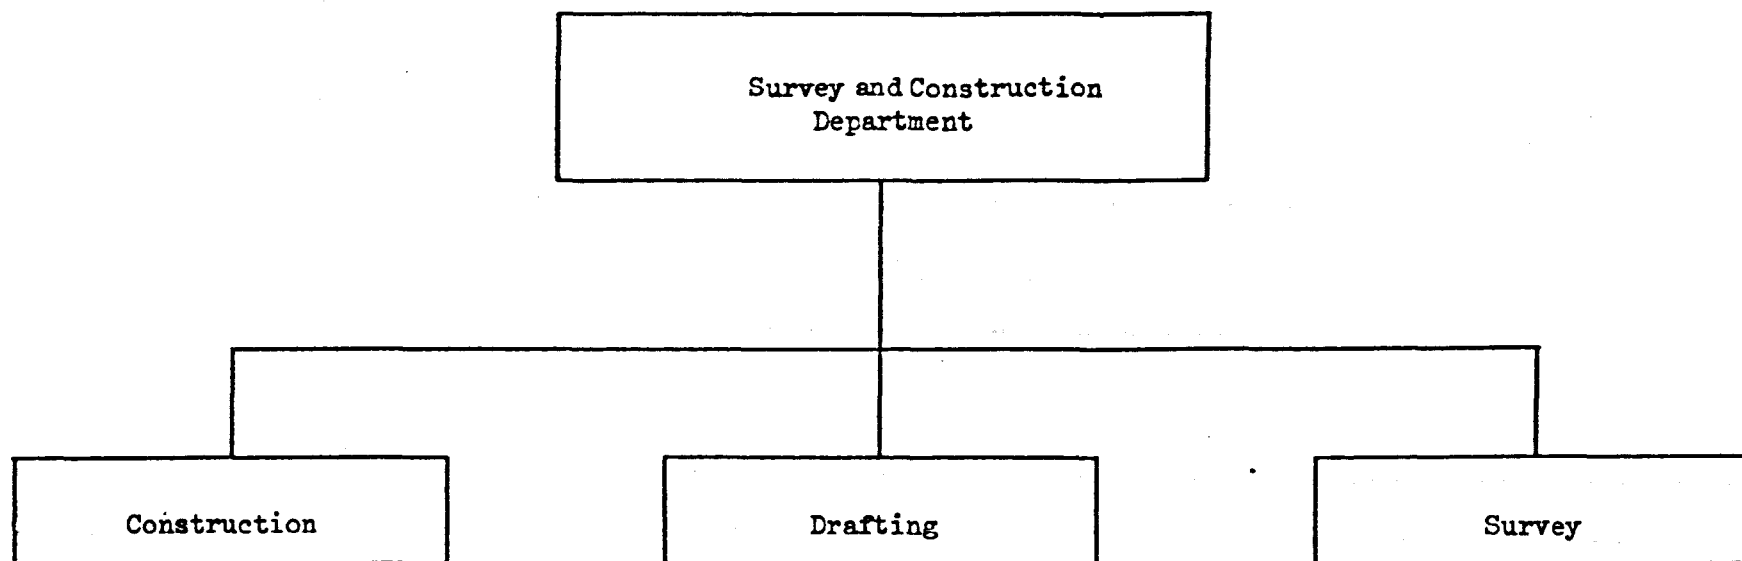 Survey and Construction
Department
Construction
Drafting
Survey